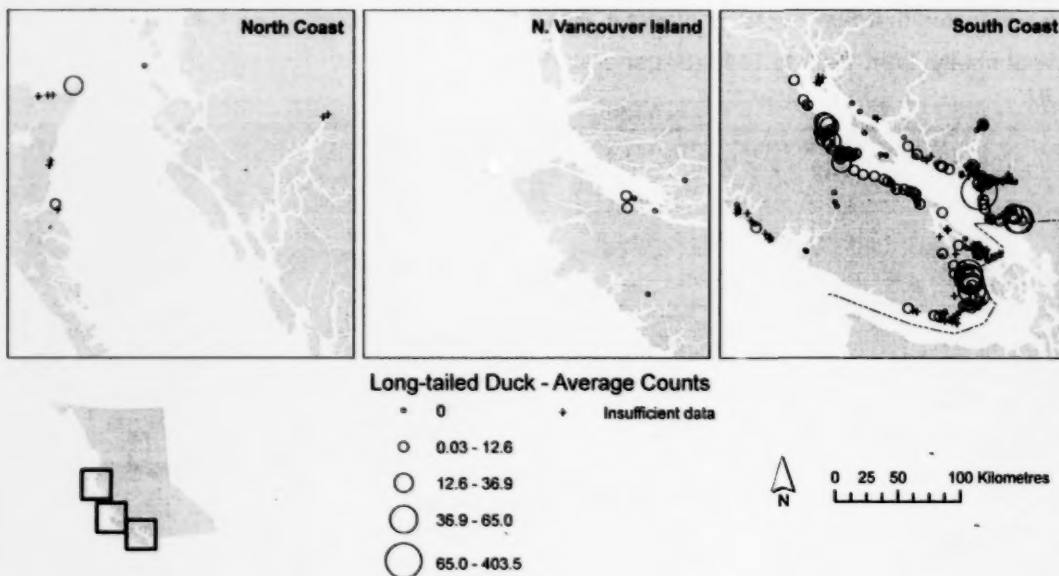 North Coast
N. Vancouver Island
South Coast
Long-tailed Duck - Average Counts
0
Insufficient data
0.03 - 12.6
12.6 - 36.9
36.9 - 65.0
65.0 - 403.5
N
0 25 50 100 Kilometres